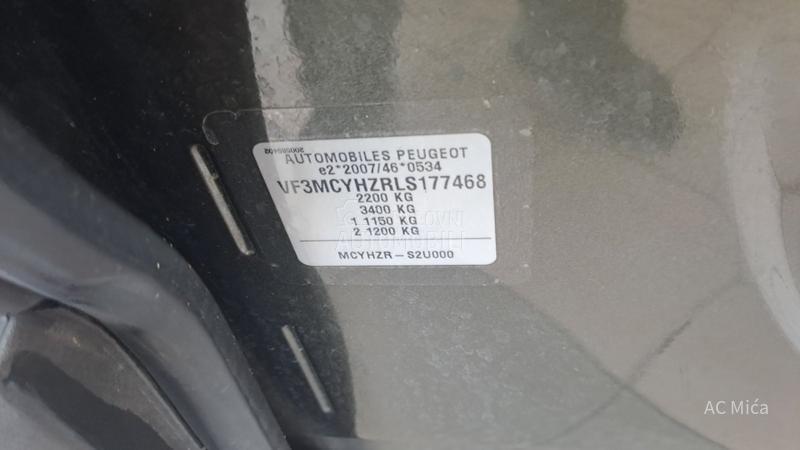 200585402
AUTOMOBILES PEUGEOT
e2*2007/46*0534
VF3MCYHZRLS177468
2200 KG
3400 KG
1 1150 KG
2 1200 KG
MCYHZR-S2U000
AC Mića